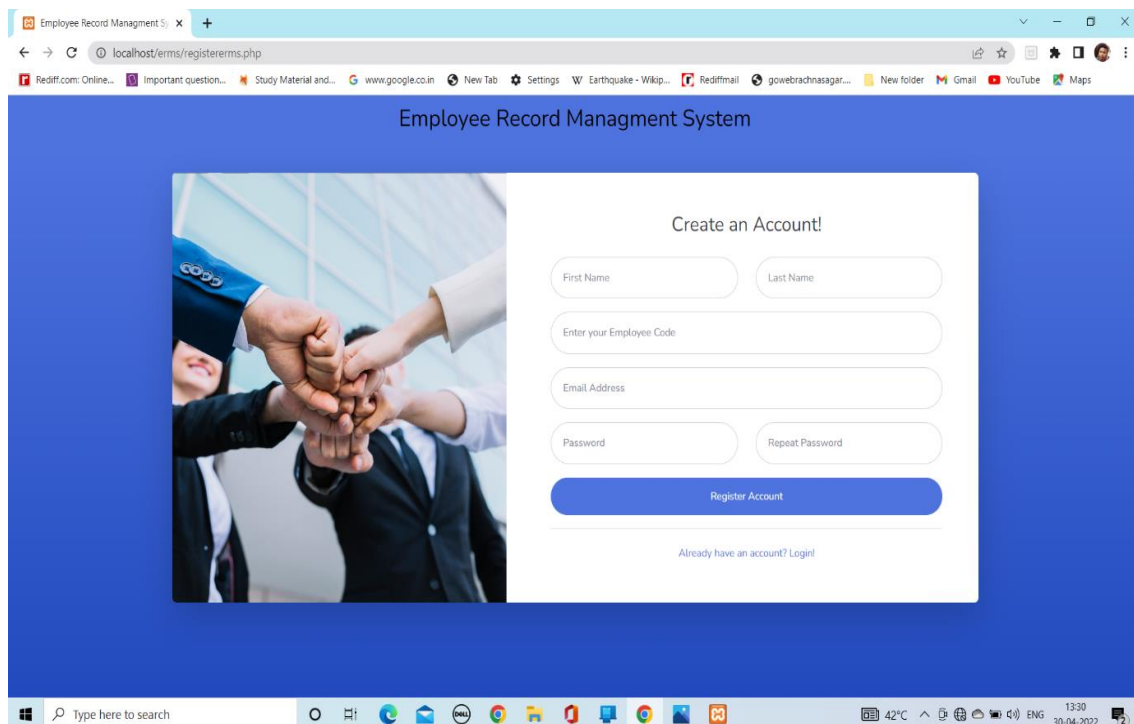 Employee Record Managment Sy
localhost/erms/registererms.php
Rediff.com: Online... Important question... Study Material and... www.google.co.in New Tab Settings Earthquake - Wikip... Rediffmail gowebrachnasagar.... New folder Gmail YouTube Maps
Employee Record Managment System
Create an Account!
First Name Last Name
Enter your Employee Code
Email Address
Password Repeat Password
Register Account
Already have an account? Login!
Type here to search 42°C ENG 13:30
30-04-2022